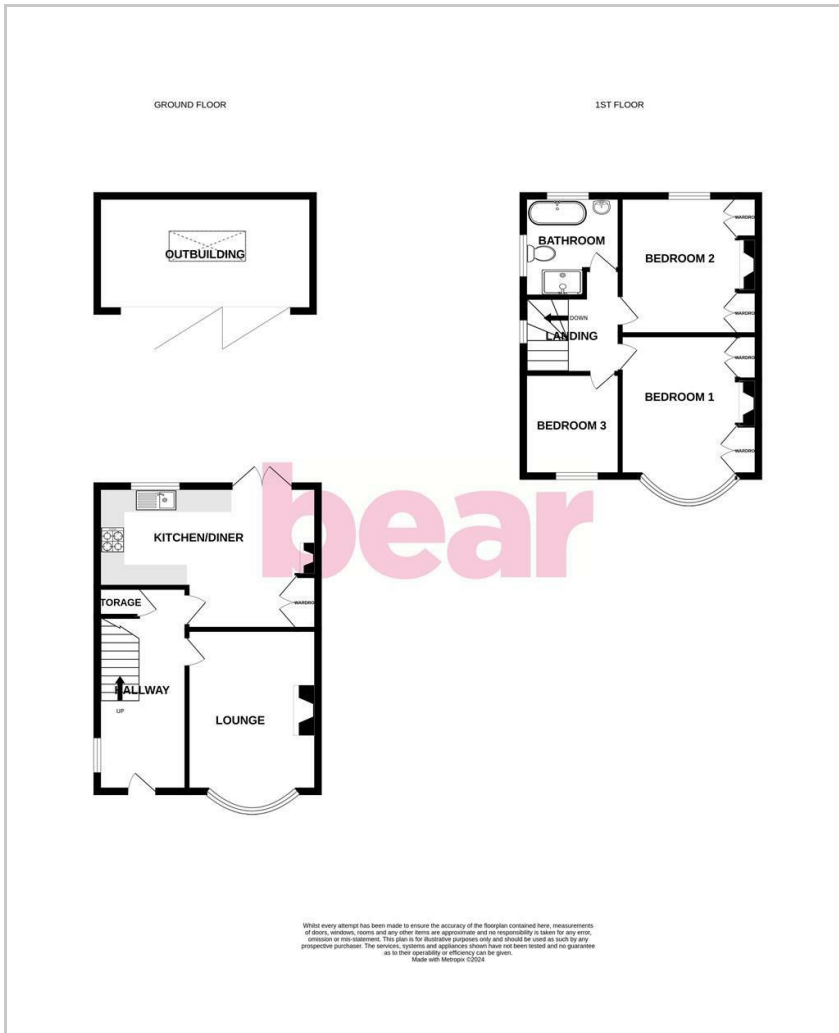 GROUND FLOOR
1ST FLOOR
OUTBUILDING
BATHROOM
BEDROOM 2
WARDRO
WARDRO
DOWN
LANDING
WARDRO
BEDROOM 1
BEDROOM 3
WARDRO
bear
KITCHEN/DINER
TORAGE
WARDRO
HALLWAY
UP
LOUNGE
Whilst every attempt has been made to ensure the accuracy of the floorplan contained here, measurements
of doors, windows, rooms and any other items are approximate and no responsibility is taken for any error,
omission or mis-statement. This plan is for illustrative purposes only and should be used as such by any
prospective purchaser. The services, systems and appliances shown have not been tested and no guarantee
as to their operability or efficiency can be given.
Made with Metropix ©2024